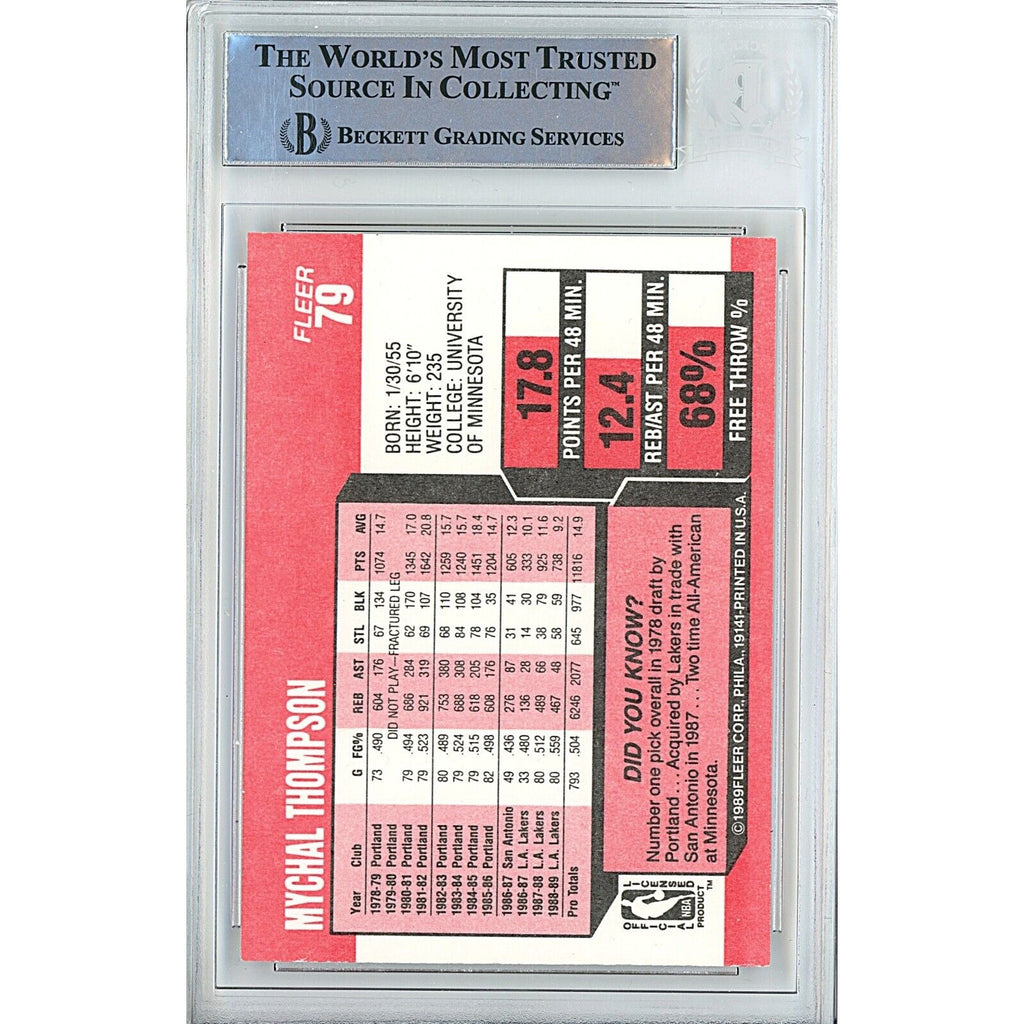 THE WORLD'S MOST TRUSTED
SOURCE IN COLLECTING™
B BECKETT GRADING SERVICES
MYCHAL THOMPSON
FLEER
79
BORN: 1/30/55
HEIGHT: 6'10"
WEIGHT: 235
COLLEGE: UNIVERSITY
OF MINNESOTA
Year Club G FG% REB AST STL BLK PTS AVG
1978-79 Portland 73 .490 604 176 67 134 1074 14.7
1979-80 Portland DID NOT PLAY—FRACTURED LEG
1980-81 Portland 79 .494 686 284 62 170 1345 17.0
1981-82 Portland 79 .523 921 319 69 107 1642 20.8
1982-83 Portland 80 .489 753 380 68 110 1259 15.7
1983-84 Portland 79 .524 688 308 84 108 1240 15.7
1984-85 Portland 79 .515 618 205 78 104 1451 18.4
1985-86 Portland 82 .498 608 176 76 35 1204 14.7
1986-87 San Antonio 49 .436 276 87 31 41 605 12.3
1986-87 L.A. Lakers 33 .480 136 28 14 30 333 10.1
1987-88 L.A. Lakers 80 .512 489 66 38 79 925 11.6
1988-89 L.A. Lakers 80 .559 467 48 58 59 738 9.2
Pro Totals 793 .504 6246 2077 645 977 11816 14.9
17.8
POINTS PER 48 MIN.
12.4
REB/AST PER 48 MIN.
68%
FREE THROW %
DID YOU KNOW?
Number one pick overall in 1978 draft by
Portland . . . Acquired by Lakers in trade with
San Antonio in 1987 . . . Two time All-American
at Minnesota.
OFFICIAL LICENSED
NBA
PRODUCT™
©1989 FLEER CORP., PHILA., 19141-PRINTED IN U.S.A.